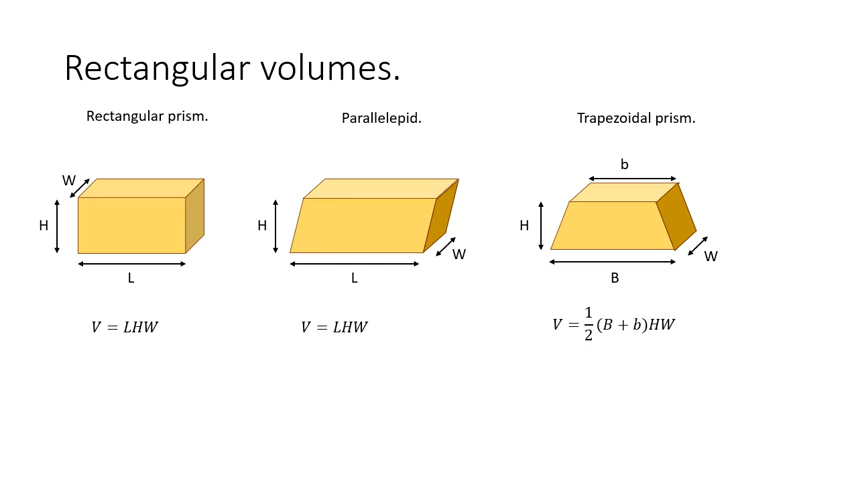 Rectangular volumes.
Rectangular prism.
Parallelepid.
Trapezoidal prism.
W
H
L
H
W
L
b
H
W
B
V = LHW
V = LHW
V = 1/2 (B + b)HW